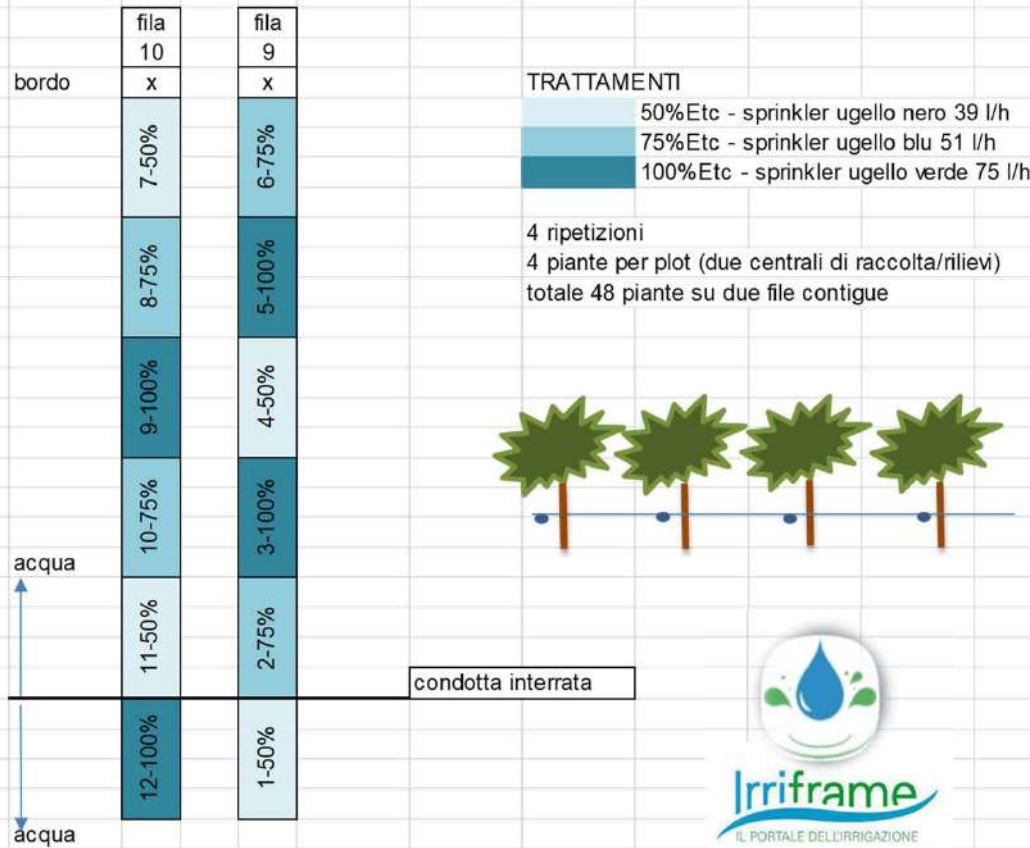 fila fila
10 9
bordo x x
TRATTAMENTI
50%Etc - sprinkler ugello nero 39 l/h
75%Etc - sprinkler ugello blu 51 l/h
100%Etc - sprinkler ugello verde 75 l/h
7-50% 6-75%
8-75% 5-100%
4 ripetizioni
4 piante per plot (due centrali di raccolta/rilievi)
totale 48 piante su due file contigue
9-100% 4-50%
10-75% 3-100%
acqua
11-50% 2-75%
condotta interrata
12-100% 1-50%
acqua
Irriframe
IL PORTALE DELL'IRRIGAZIONE